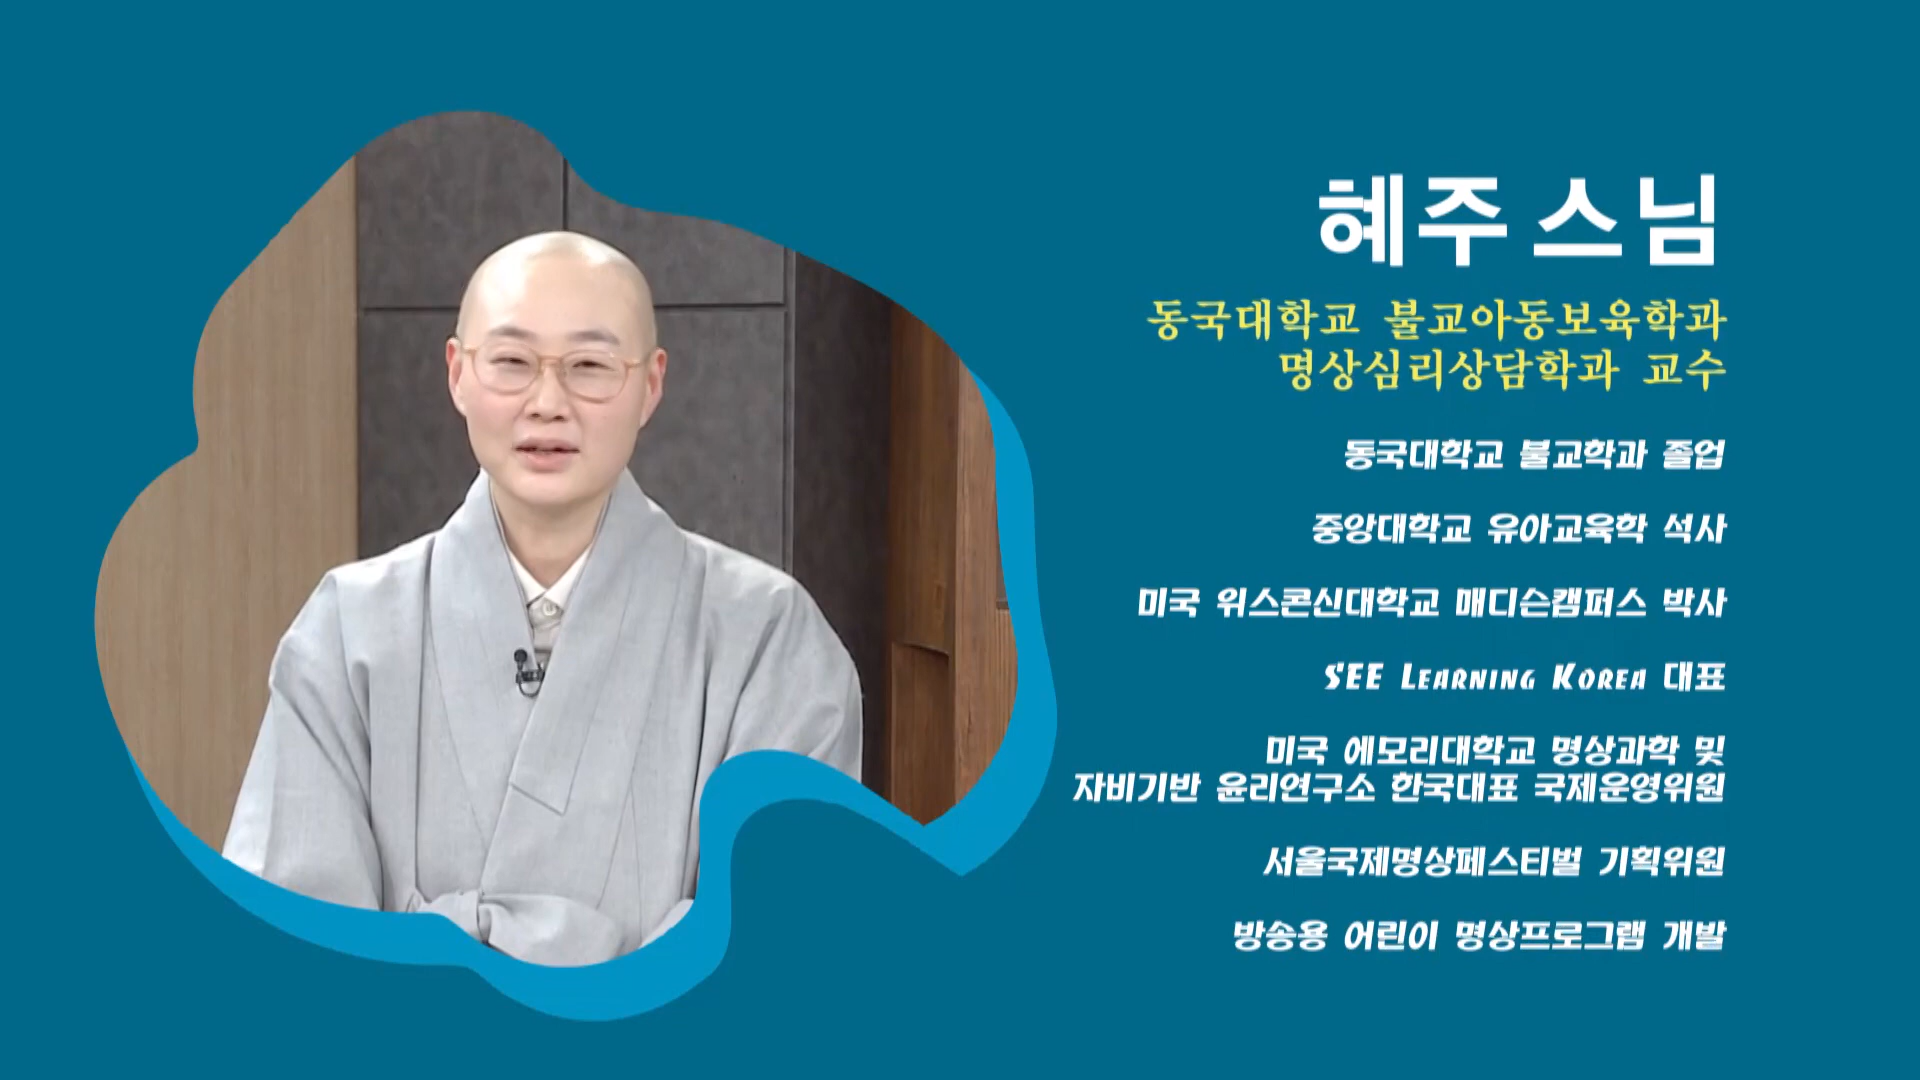 혜주 스님
동국대학교 불교아동보육학과
명상심리상담학과 교수
동국대학교 불교학과 졸업
중앙대학교 유아교육학 석사
미국 위스콘신대학교 매디슨캠퍼스 박사
SEE LEARNING KOREA 대표
미국 에모리대학교 명상과학 및
자비기반 윤리연구소 한국대표 국제운영위원
서울국제명상페스티벌 기획위원
방송용 어린이 명상프로그램 개발